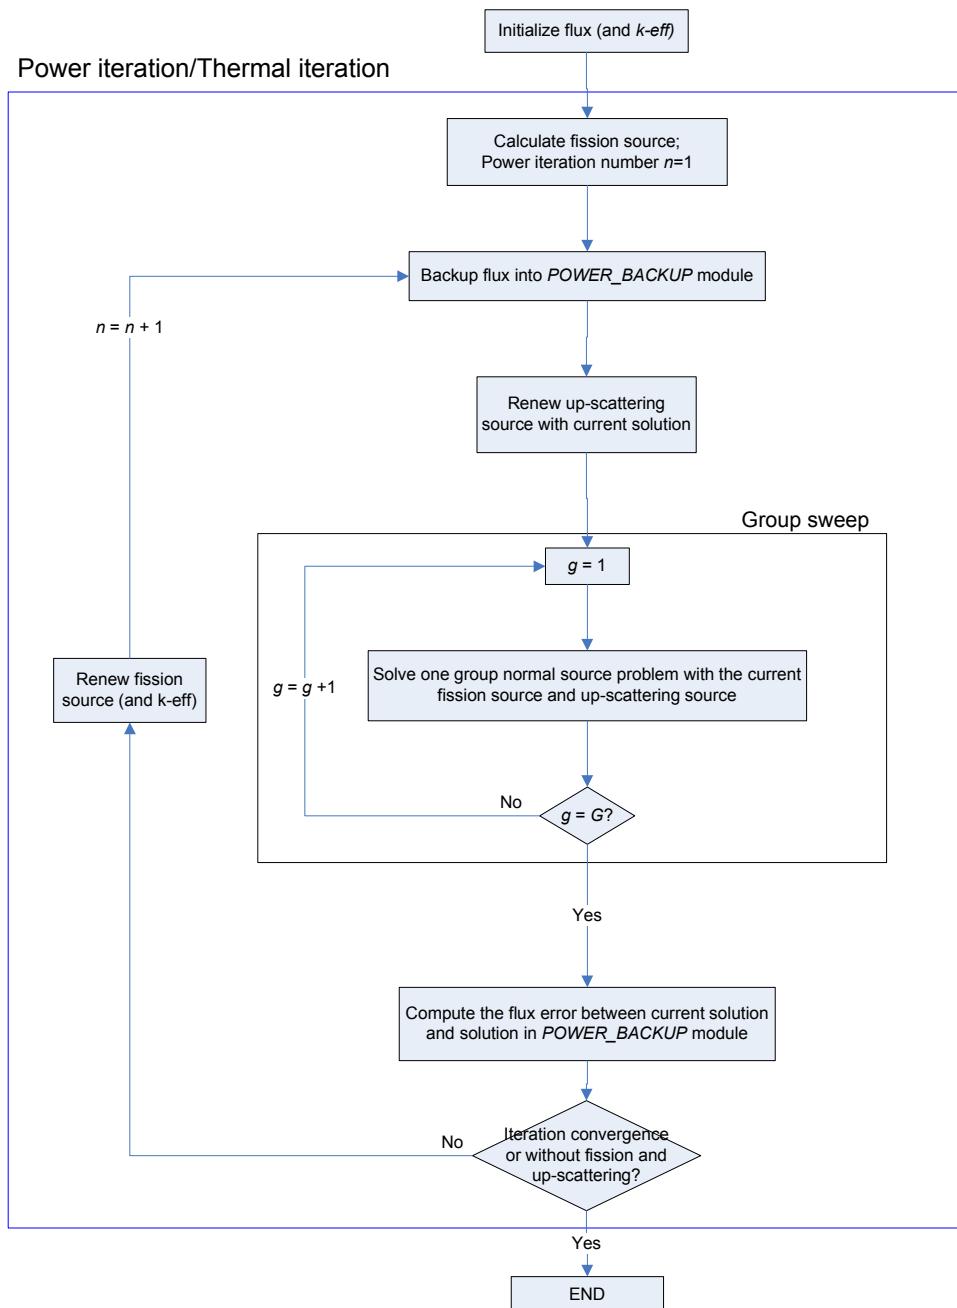 Initialize flux (and k-eff)
Power iteration/Thermal iteration
Calculate fission source;
Power iteration number n=1
Backup flux into POWER_BACKUP module
n = n + 1
Renew up-scattering
source with current solution
Group sweep
g = 1
Solve one group normal source problem with the current
fission source and up-scattering source
g = g +1
Renew fission
source (and k-eff)
No
g = G?
Yes
Compute the flux error between current solution
and solution in POWER_BACKUP module
No
Iteration convergence
or without fission and
up-scattering?
Yes
END